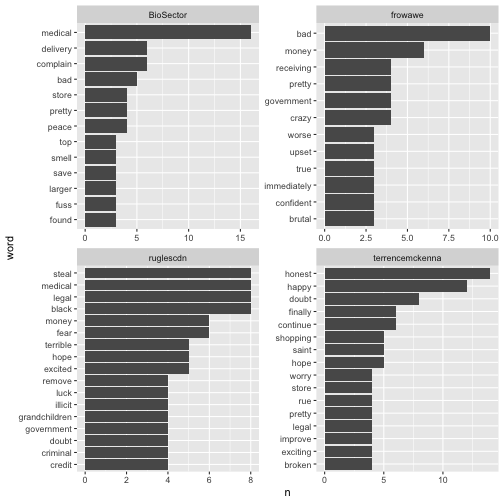 BioSector
medical
delivery
complain
bad
store
pretty
peace
top
smell
save
larger
fuss
found
0 5 10 15
frowawe
bad
money
receiving
pretty
government
crazy
worse
upset
true
immediately
confident
brutal
0.0 2.5 5.0 7.5 10.0
word
ruglescdn
steal
medical
legal
black
money
fear
terrible
hope
excited
remove
luck
illicit
grandchildren
government
doubt
criminal
credit
0 2 4 6 8
terrencemckenna
honest
happy
doubt
finally
continue
shopping
saint
hope
worry
store
rue
pretty
legal
improve
exciting
broken
0 5 10
n